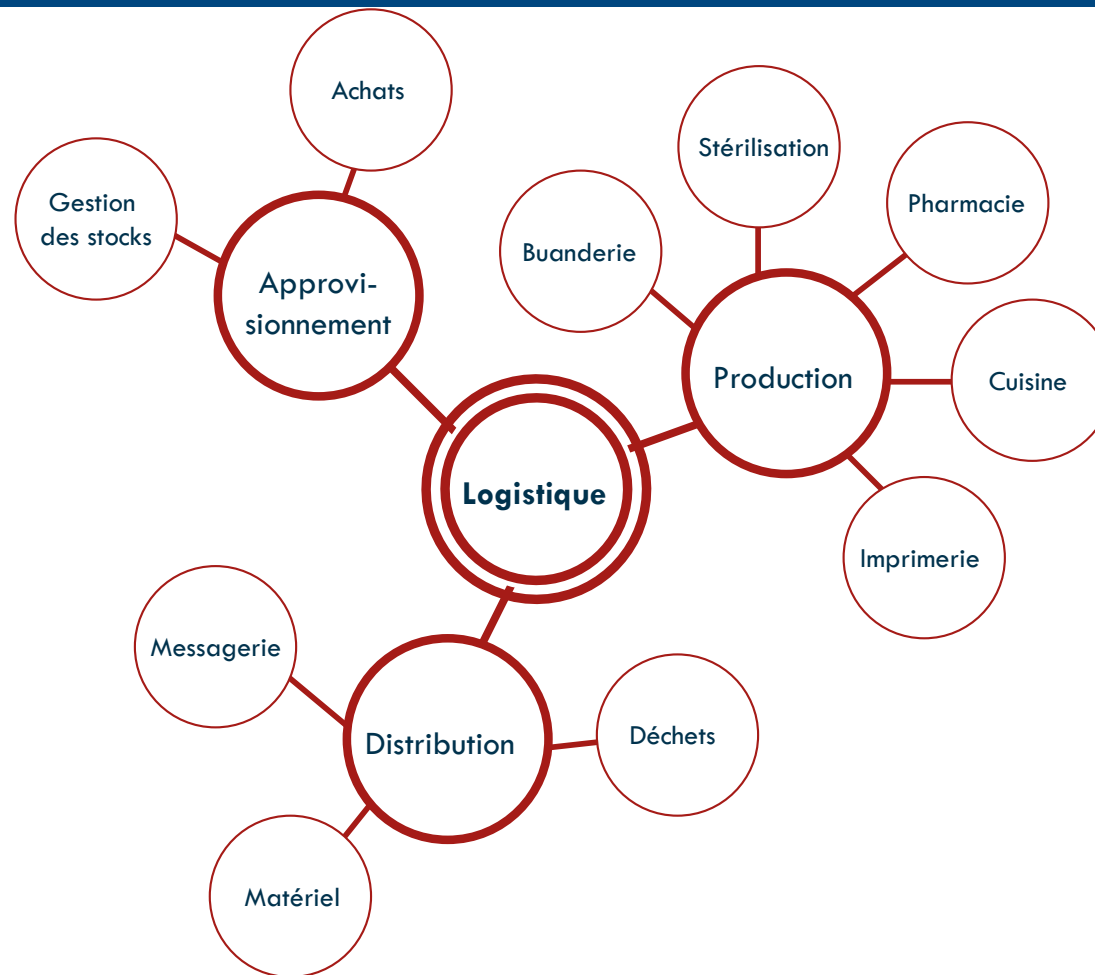 Achats
Gestion
des stocks
Approvi-
sionnement
Stérilisation
Pharmacie
Buanderie
Production
Cuisine
Imprimerie
Logistique
Messagerie
Distribution
Déchets
Matériel